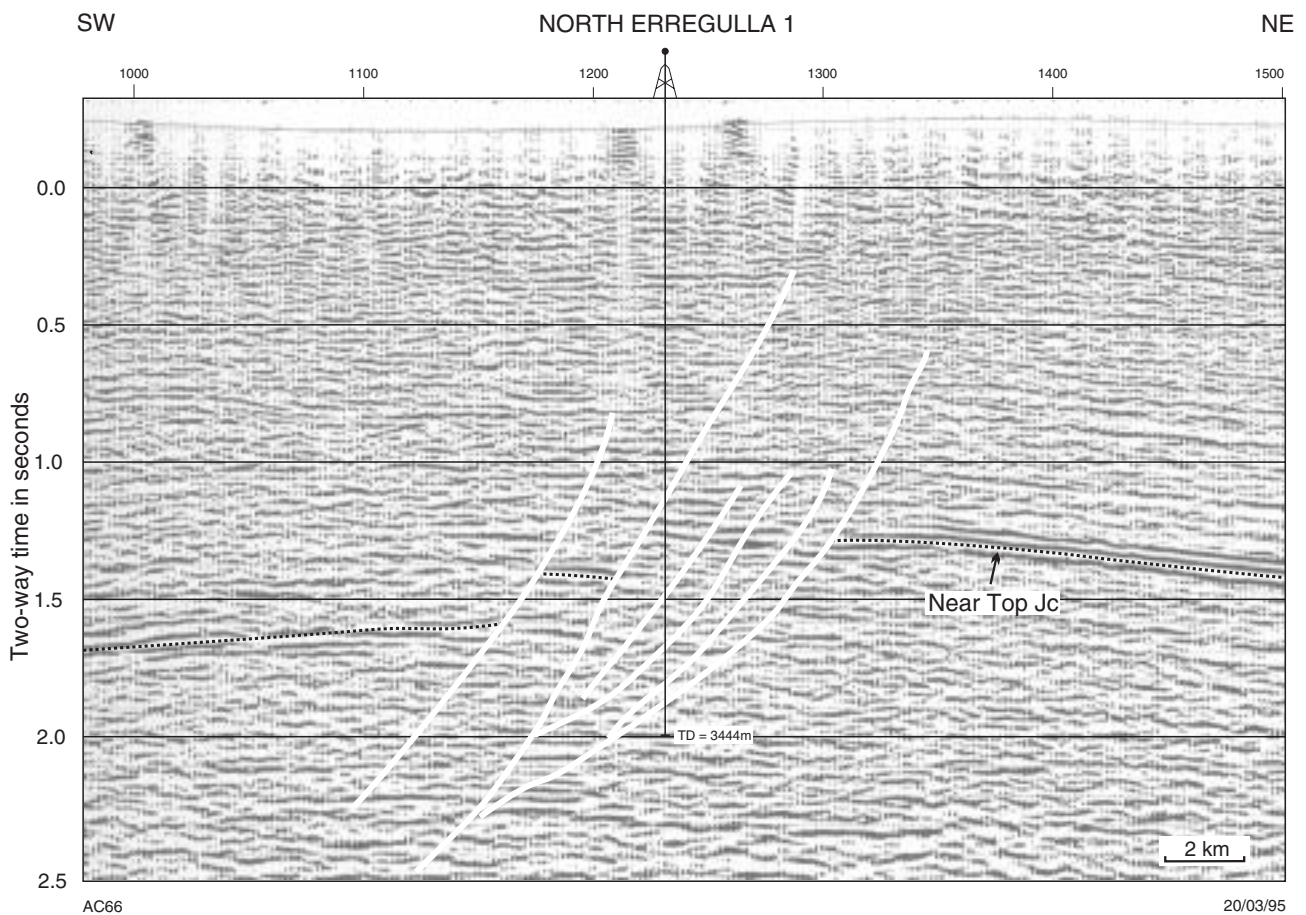 SW NORTH ERREGULLA 1 NE
1000 1100 1200 1300 1400 1500
0.0
0.5
1.0
1.5
2.0
2.5
Two-way time in seconds
Near Top Jc
TD = 3444m
2 km
AC66 20/03/95